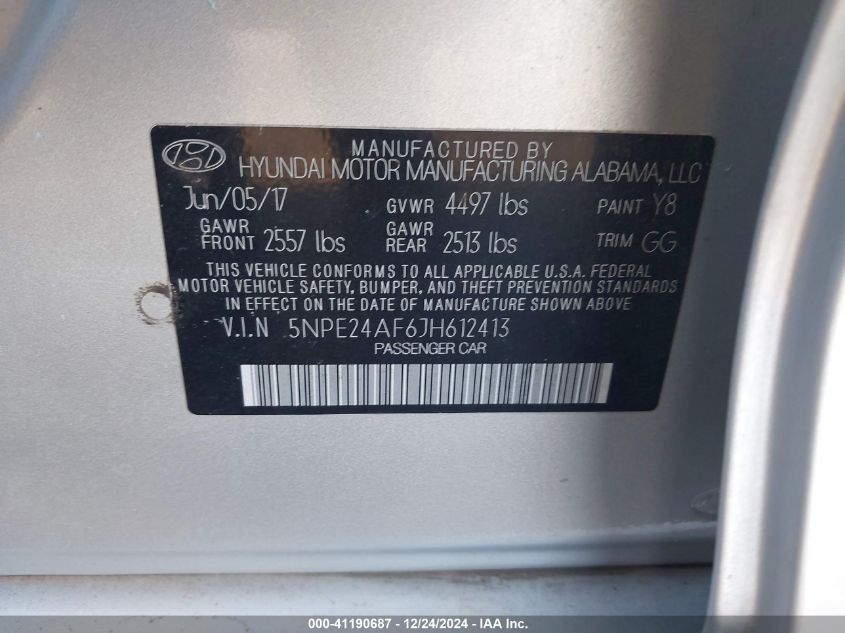 MANUFACTURED BY
HYUNDAI MOTOR MANUFACTURING ALABAMA, LLC
Jun/05/17 GVWR 4497 lbs PAINT Y8
GAWR FRONT 2557 lbs GAWR REAR 2513 lbs TRIM GG
THIS VEHICLE CONFORMS TO ALL APPLICABLE U.S.A. FEDERAL
MOTOR VEHICLE SAFETY, BUMPER, AND THEFT PREVENTION STANDARDS
IN EFFECT ON THE DATE OF MANUFACTURE SHOWN ABOVE.
V.I.N 5NPE24AF6JH612413
PASSENGER CAR
000-41190687 - 12/24/2024 - IAA Inc.